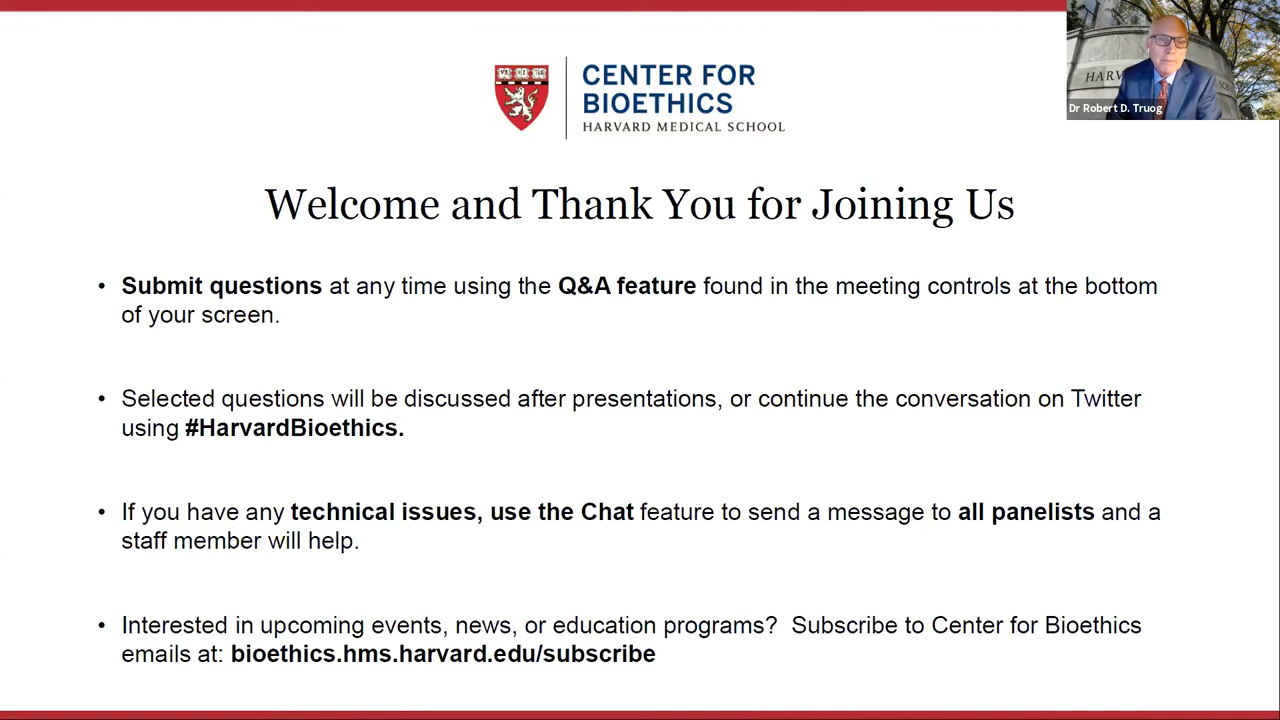 CENTER FOR
BIOETHICS
HARVARD MEDICAL SCHOOL
HARV
Dr Robert D. Truog
Welcome and Thank You for Joining Us
• Submit questions at any time using the Q&A feature found in the meeting controls at the bottom
of your screen.
• Selected questions will be discussed after presentations, or continue the conversation on Twitter
using #HarvardBioethics.
• If you have any technical issues, use the Chat feature to send a message to all panelists and a
staff member will help.
• Interested in upcoming events, news, or education programs?  Subscribe to Center for Bioethics
emails at: bioethics.hms.harvard.edu/subscribe